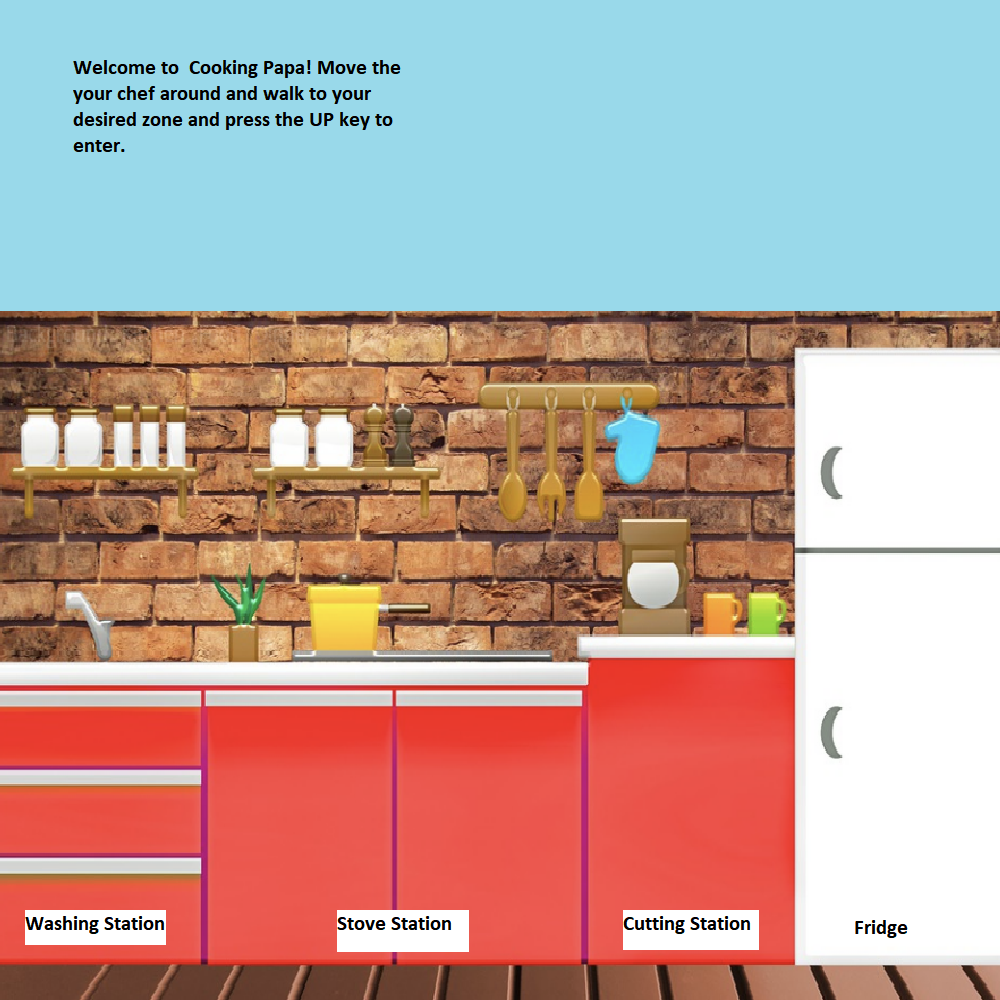 Welcome to  Cooking Papa! Move the
your chef around and walk to your
desired zone and press the UP key to
enter.
Washing Station
Stove Station
Cutting Station
Fridge